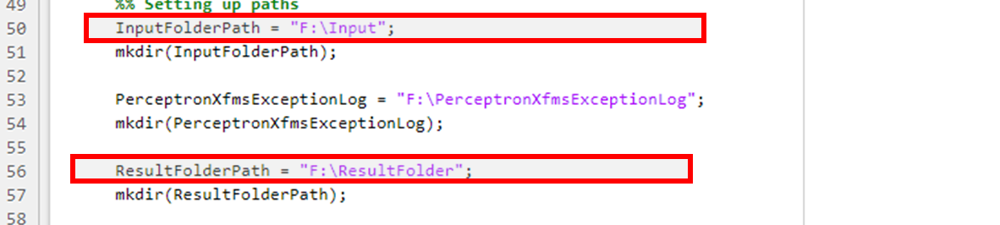 49 %% Setting up paths
50 InputFolderPath = "F:\Input";
51 mkdir(InputFolderPath);
52
53 PerceptronXfmsExceptionLog = "F:\PerceptronXfmsExceptionLog";
54 mkdir(PerceptronXfmsExceptionLog);
55
56 ResultFolderPath = "F:\ResultFolder";
57 mkdir(ResultFolderPath);
58